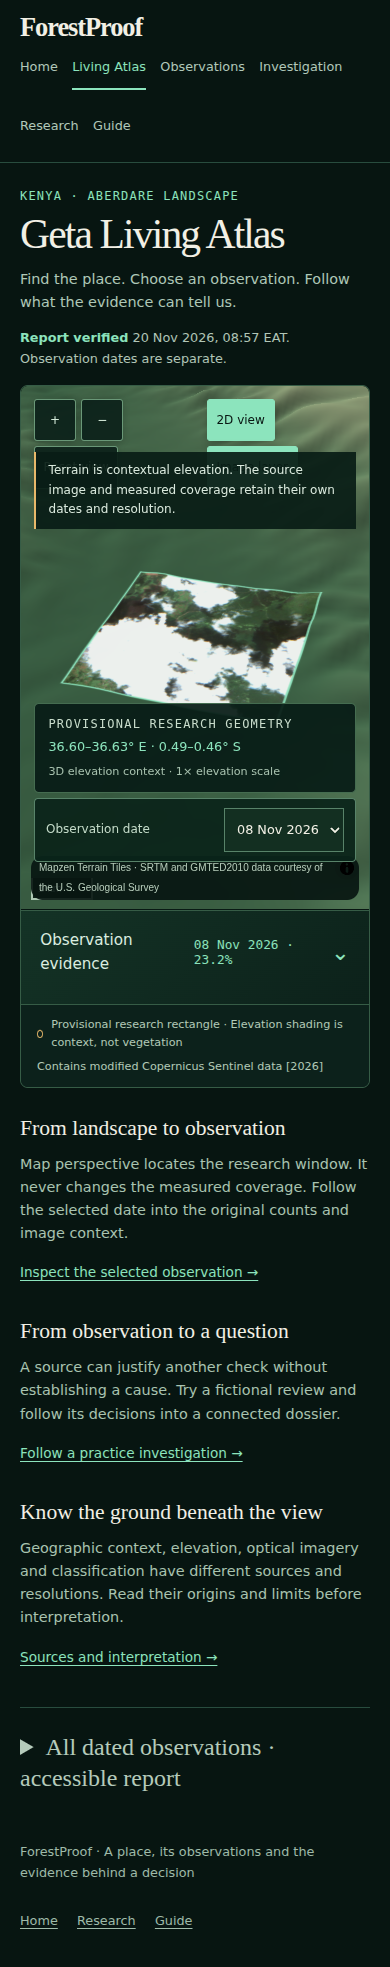 ForestProof
Home Living Atlas Observations Investigation
Research Guide
KENYA · ABERDARE LANDSCAPE
Geta Living Atlas
Find the place. Choose an observation. Follow
what the evidence can tell us.
Report verified 20 Nov 2026, 08:57 EAT.
Observation dates are separate.
+ − 2D view
Terrain is contextual elevation. The source
image and measured coverage retain their own
dates and resolution.
PROVISIONAL RESEARCH GEOMETRY
36.60–36.63° E · 0.49–0.46° S
3D elevation context · 1× elevation scale
Observation date 08 Nov 2026
Mapzen Terrain Tiles · SRTM and GMTED2010 data courtesy of
the U.S. Geological Survey
Observation
evidence
08 Nov 2026 ·
23.2%
Provisional research rectangle · Elevation shading is
context, not vegetation
Contains modified Copernicus Sentinel data [2026]
From landscape to observation
Map perspective locates the research window. It
never changes the measured coverage. Follow
the selected date into the original counts and
image context.
Inspect the selected observation →
From observation to a question
A source can justify another check without
establishing a cause. Try a fictional review and
follow its decisions into a connected dossier.
Follow a practice investigation →
Know the ground beneath the view
Geographic context, elevation, optical imagery
and classification have different sources and
resolutions. Read their origins and limits before
interpretation.
Sources and interpretation →
All dated observations ·
accessible report
ForestProof · A place, its observations and the
evidence behind a decision
Home Research Guide